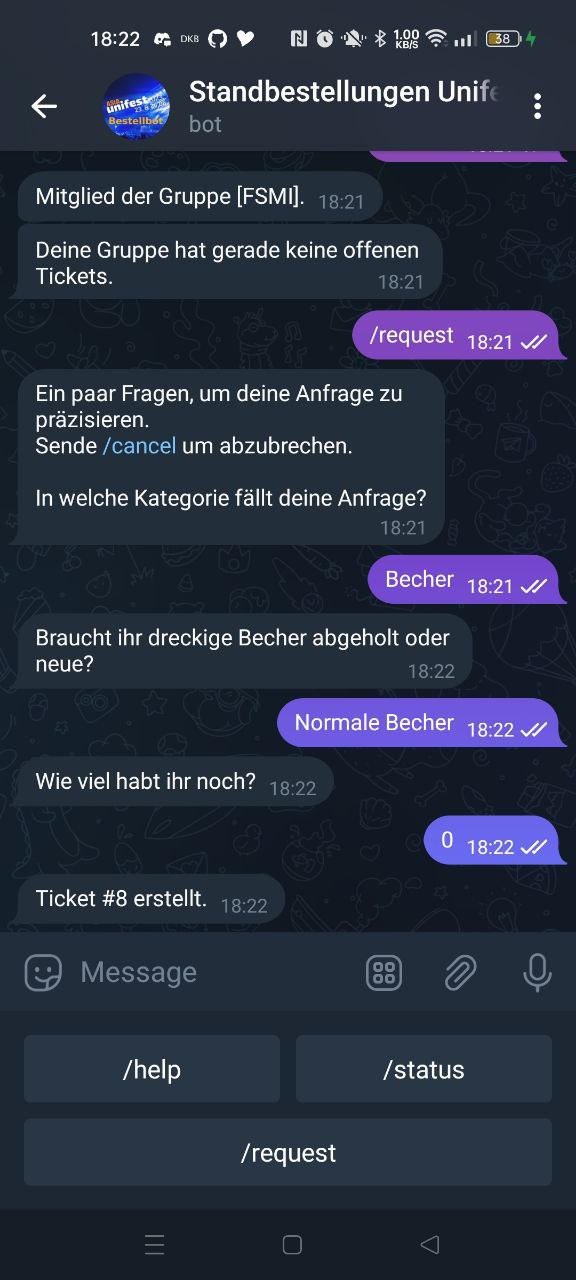 18:22
DKB
1.00
KB/S
38
Standbestellungen Unife
bot
unifest
Bestellbot
Mitglied der Gruppe [FSMI]. 18:21
Deine Gruppe hat gerade keine offenen
Tickets. 18:21
/request 18:21
Ein paar Fragen, um deine Anfrage zu
präzisieren.
Sende /cancel um abzubrechen.
In welche Kategorie fällt deine Anfrage?
18:21
Becher 18:21
Braucht ihr dreckige Becher abgeholt oder
neue? 18:22
Normale Becher 18:22
Wie viel habt ihr noch? 18:22
0 18:22
Ticket #8 erstellt. 18:22
Message
/help
/status
/request